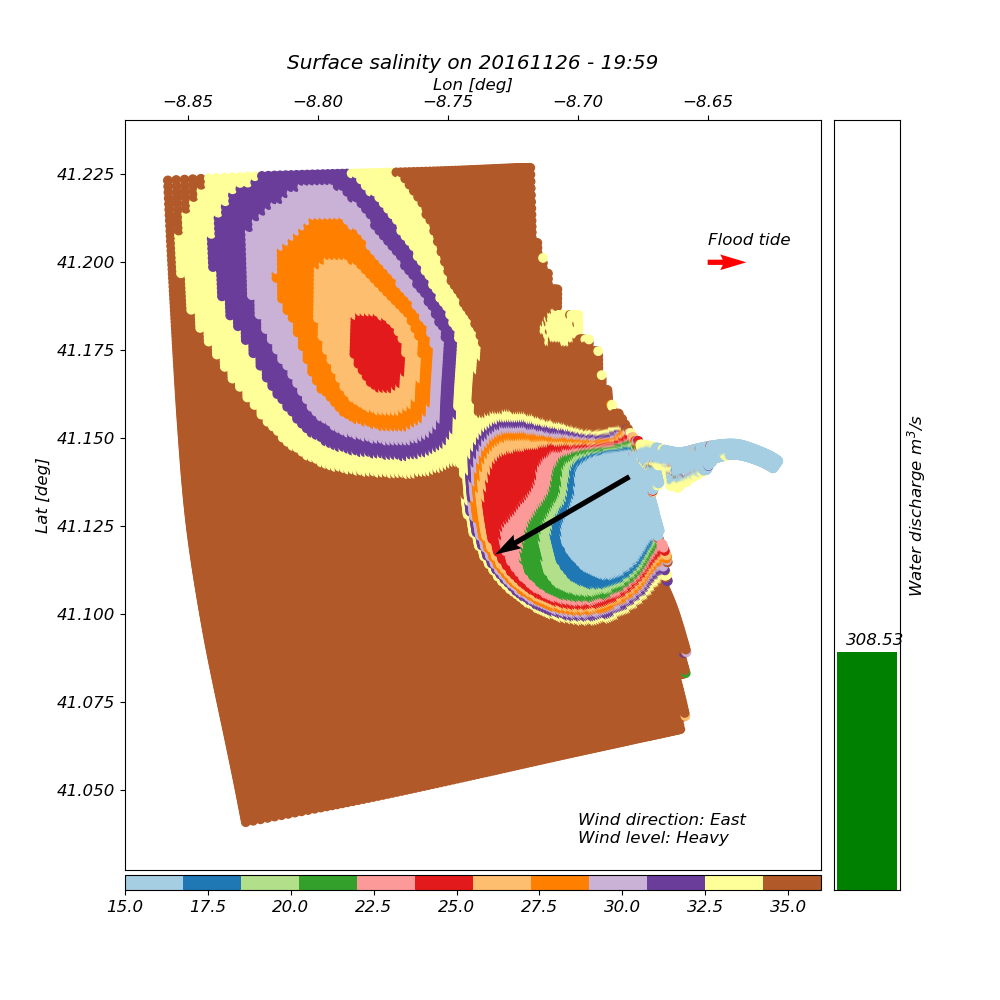 Surface salinity on 20161126 - 19:59
Lon [deg]
−8.85 −8.80 −8.75 −8.70 −8.65
41.225
41.200
41.175
41.150
41.125
41.100
41.075
41.050
Lat [deg]
Flood tide
Wind direction: East
Wind level: Heavy
308.53
Water discharge m³/s
15.0 17.5 20.0 22.5 25.0 27.5 30.0 32.5 35.0